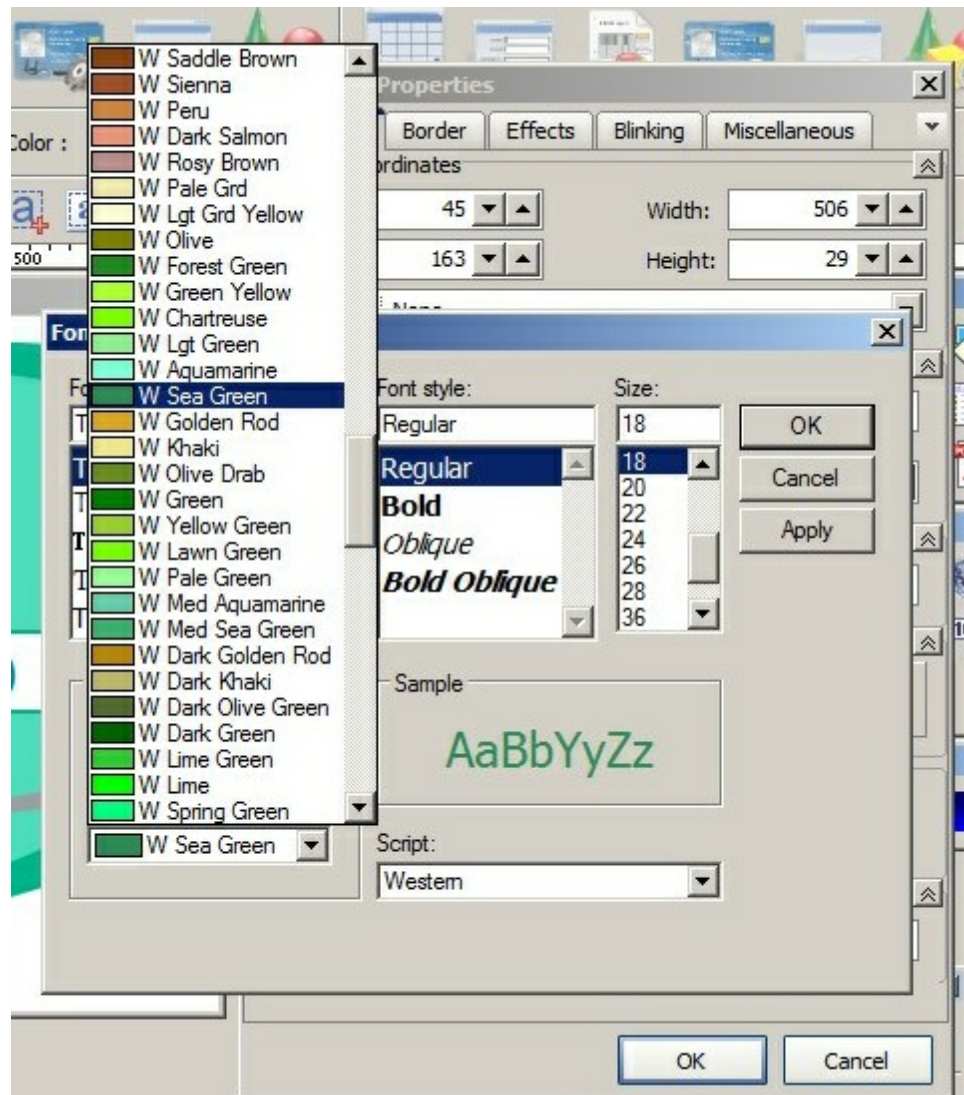 Properties
Color :
Border
Effects
Blinking
Miscellaneous
45
Width:
506
500
163
Height:
29
W Saddle Brown
W Sienna
W Peru
W Dark Salmon
W Rosy Brown
W Pale Grd
W Lgt Grd Yellow
W Olive
W Forest Green
W Green Yellow
W Chartreuse
W Lgt Green
W Aquamarine
W Sea Green
W Golden Rod
W Khaki
W Olive Drab
W Green
W Yellow Green
W Lawn Green
W Pale Green
W Med Aquamarine
W Med Sea Green
W Dark Golden Rod
W Dark Khaki
W Dark Olive Green
W Dark Green
W Lime Green
W Lime
W Spring Green
W Sea Green
Font style:
Regular
Regular
Bold
Oblique
Bold Oblique
Size:
18
18
20
22
24
26
28
36
OK
Cancel
Apply
Sample
AaBbYyZz
Script:
Western
OK
Cancel